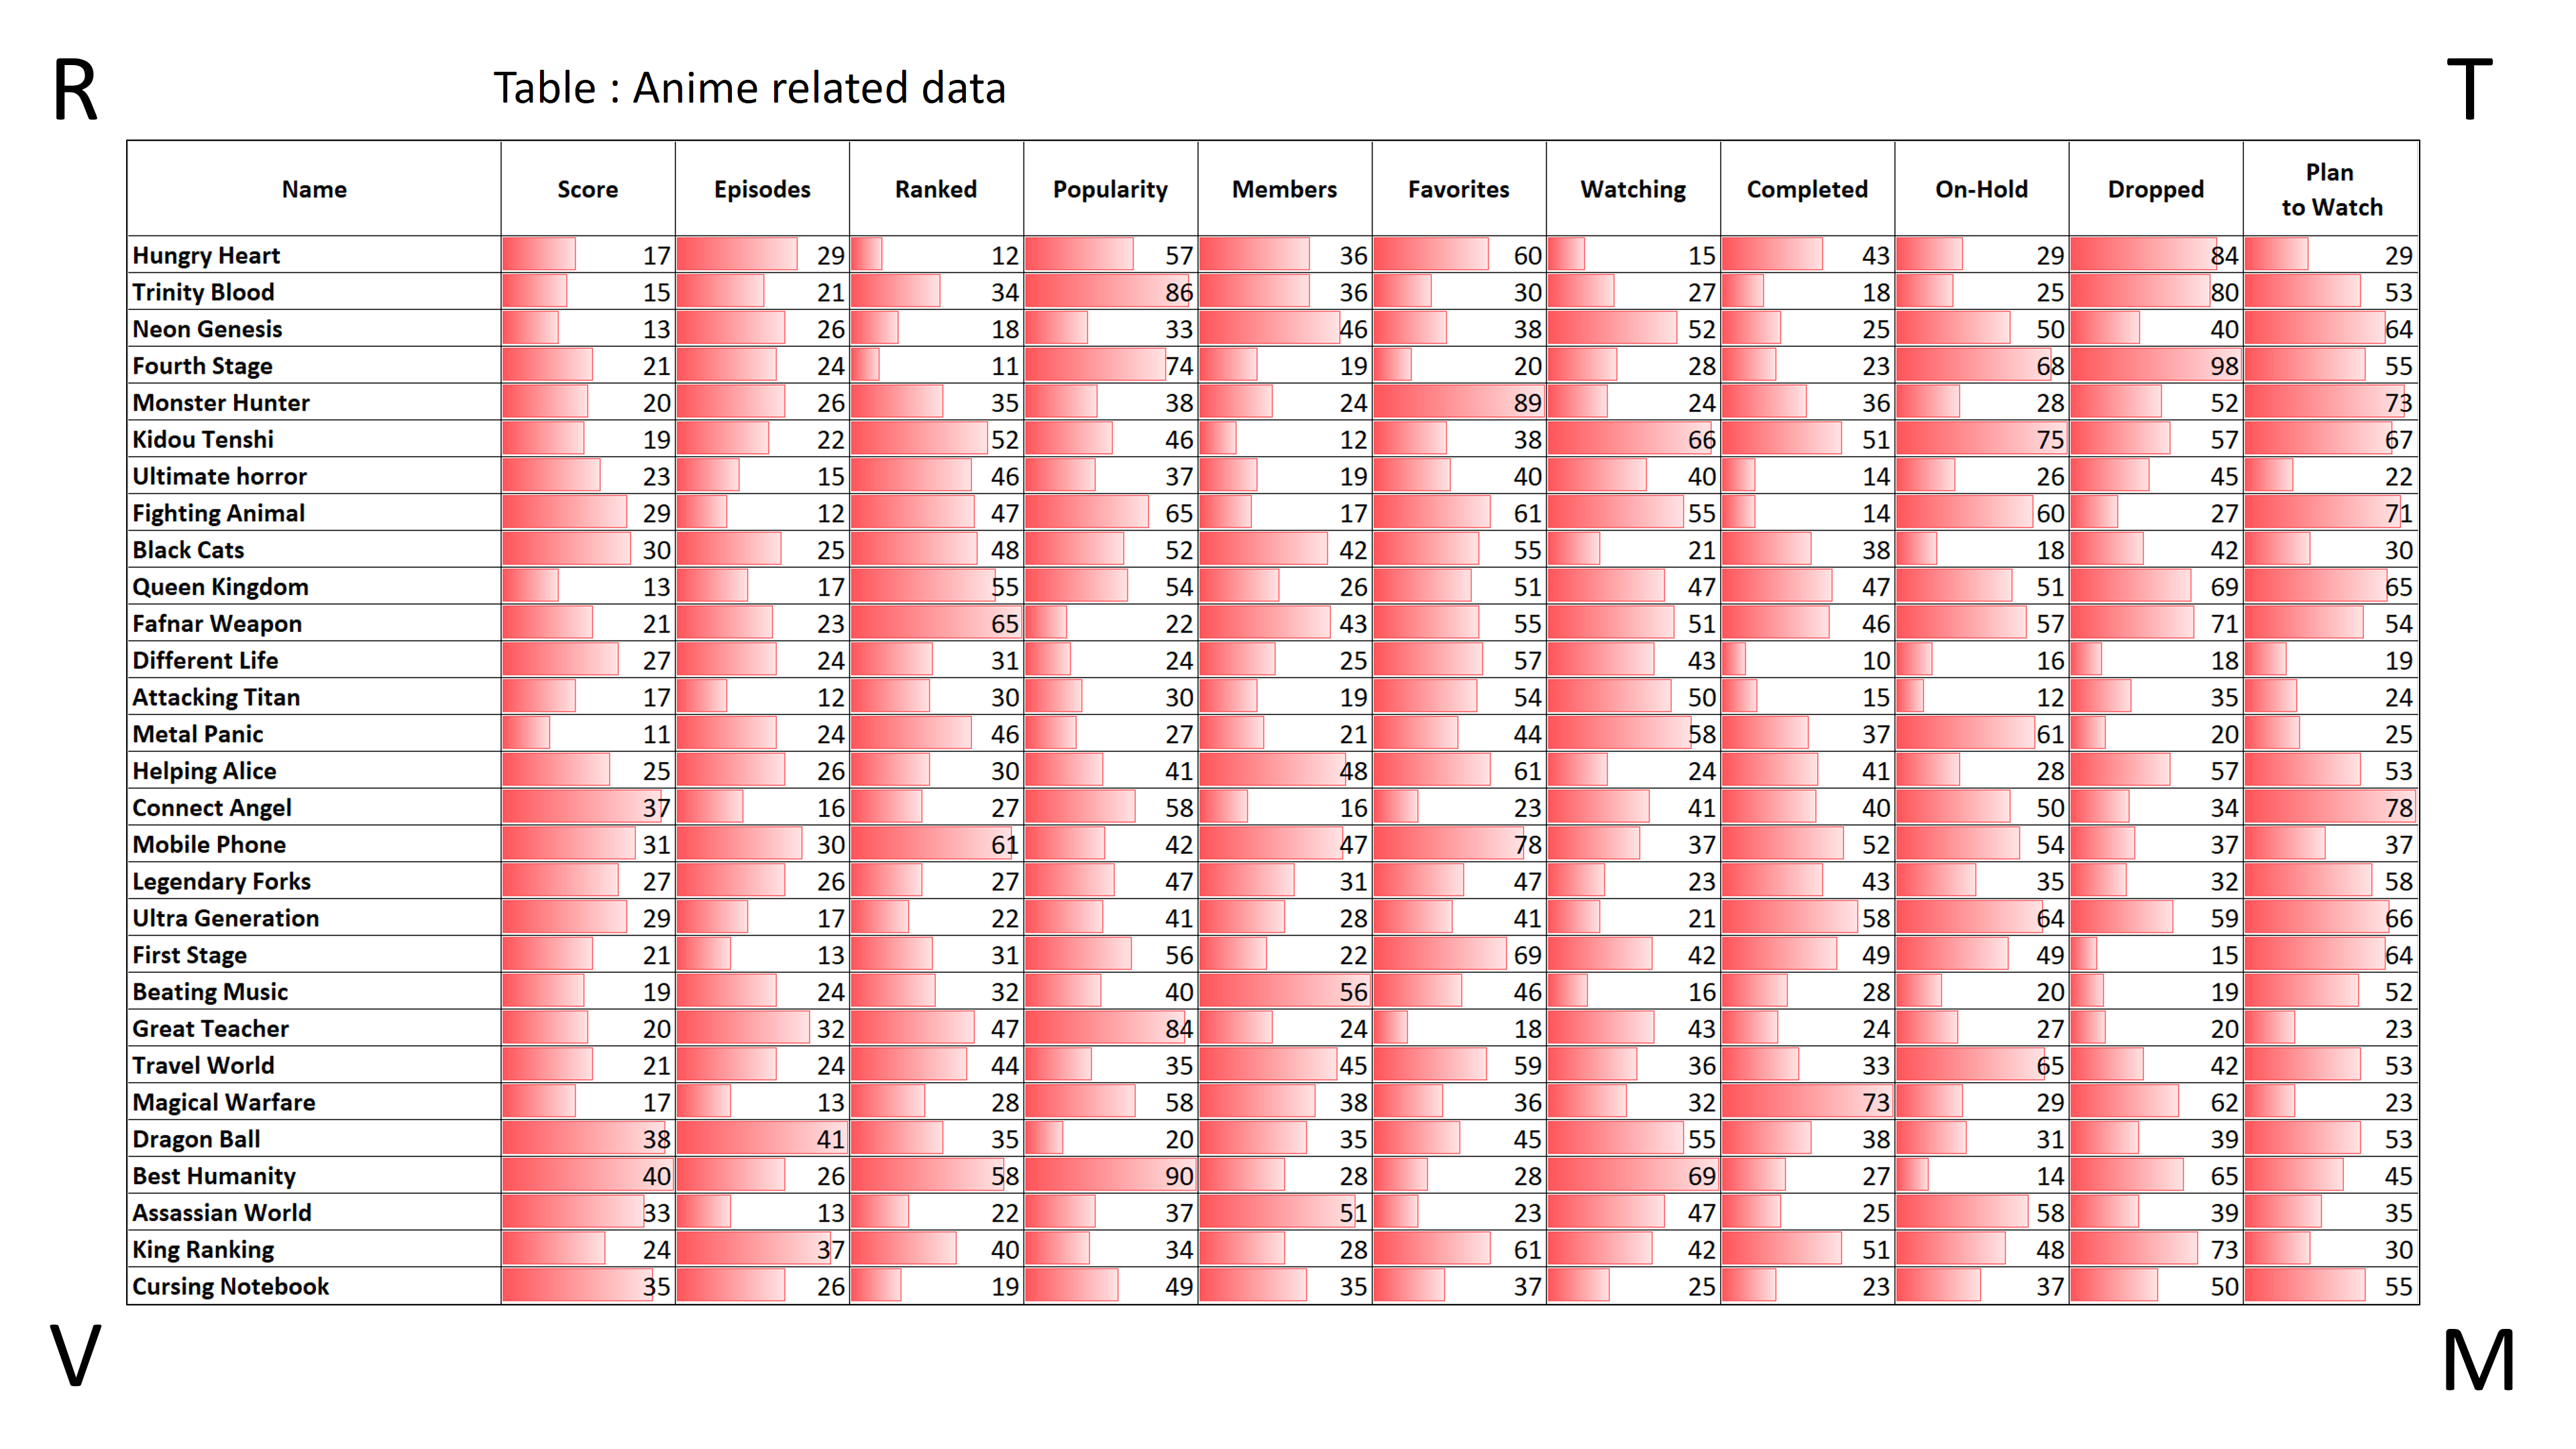 R Table : Anime related data T
Name Score Episodes Ranked Popularity Members Favorites Watching Completed On-Hold Dropped Plan to Watch
Hungry Heart 17 29 12 57 36 60 15 43 29 84 29
Trinity Blood 15 21 34 86 36 30 27 18 25 80 53
Neon Genesis 13 26 18 33 46 38 52 25 50 40 64
Fourth Stage 21 24 11 74 19 20 28 23 68 98 55
Monster Hunter 20 26 35 38 24 89 24 36 28 52 73
Kidou Tenshi 19 22 52 46 12 38 66 51 75 57 67
Ultimate horror 23 15 46 37 19 40 40 14 26 45 22
Fighting Animal 29 12 47 65 17 61 55 14 60 27 71
Black Cats 30 25 48 52 42 55 21 38 18 42 30
Queen Kingdom 13 17 55 54 26 51 47 47 51 69 65
Fafnar Weapon 21 23 65 22 43 55 51 46 57 71 54
Different Life 27 24 31 24 25 57 43 10 16 18 19
Attacking Titan 17 12 30 30 19 54 50 15 12 35 24
Metal Panic 11 24 46 27 21 44 58 37 61 20 25
Helping Alice 25 26 30 41 48 61 24 41 28 57 53
Connect Angel 37 16 27 58 16 23 41 40 50 34 78
Mobile Phone 31 30 61 42 47 78 37 52 54 37 37
Legendary Forks 27 26 27 47 31 47 23 43 35 32 58
Ultra Generation 29 17 22 41 28 41 21 58 64 59 66
First Stage 21 13 31 56 22 69 42 49 49 15 64
Beating Music 19 24 32 40 56 46 16 28 20 19 52
Great Teacher 20 32 47 84 24 18 43 24 27 20 23
Travel World 21 24 44 35 45 59 36 33 65 42 53
Magical Warfare 17 13 28 58 38 36 32 73 29 62 23
Dragon Ball 38 41 35 20 35 45 55 38 31 39 53
Best Humanity 40 26 58 90 28 28 69 27 14 65 45
Assassian World 33 13 22 37 51 23 47 25 58 39 35
King Ranking 24 37 40 34 28 61 42 51 48 73 30
Cursing Notebook 35 26 19 49 35 37 25 23 37 50 55
V M